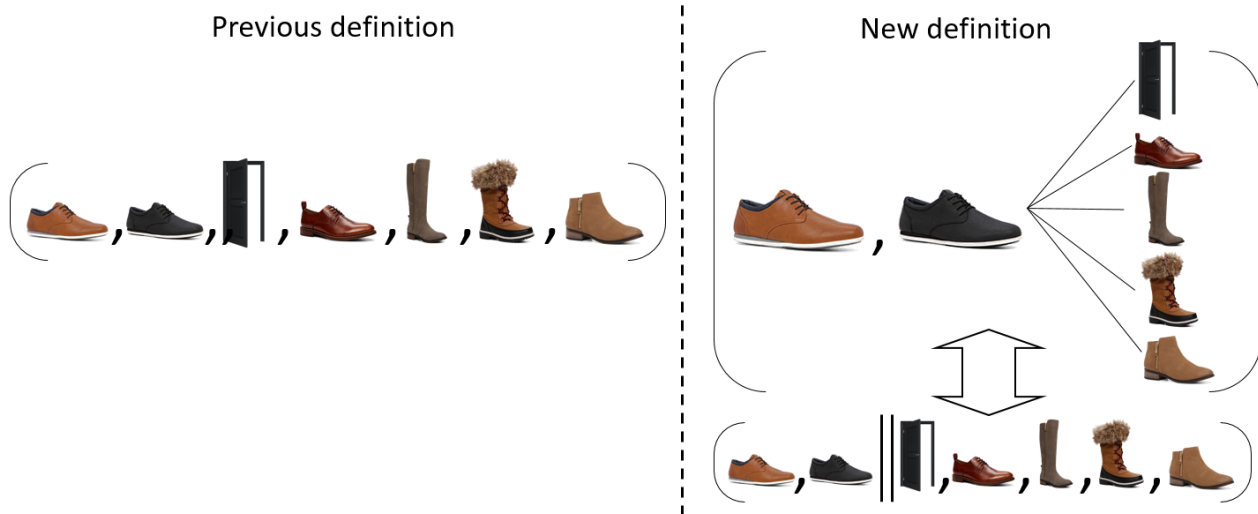 Previous definition
New definition
( , , , , , , , )
,
( , || , , , , )